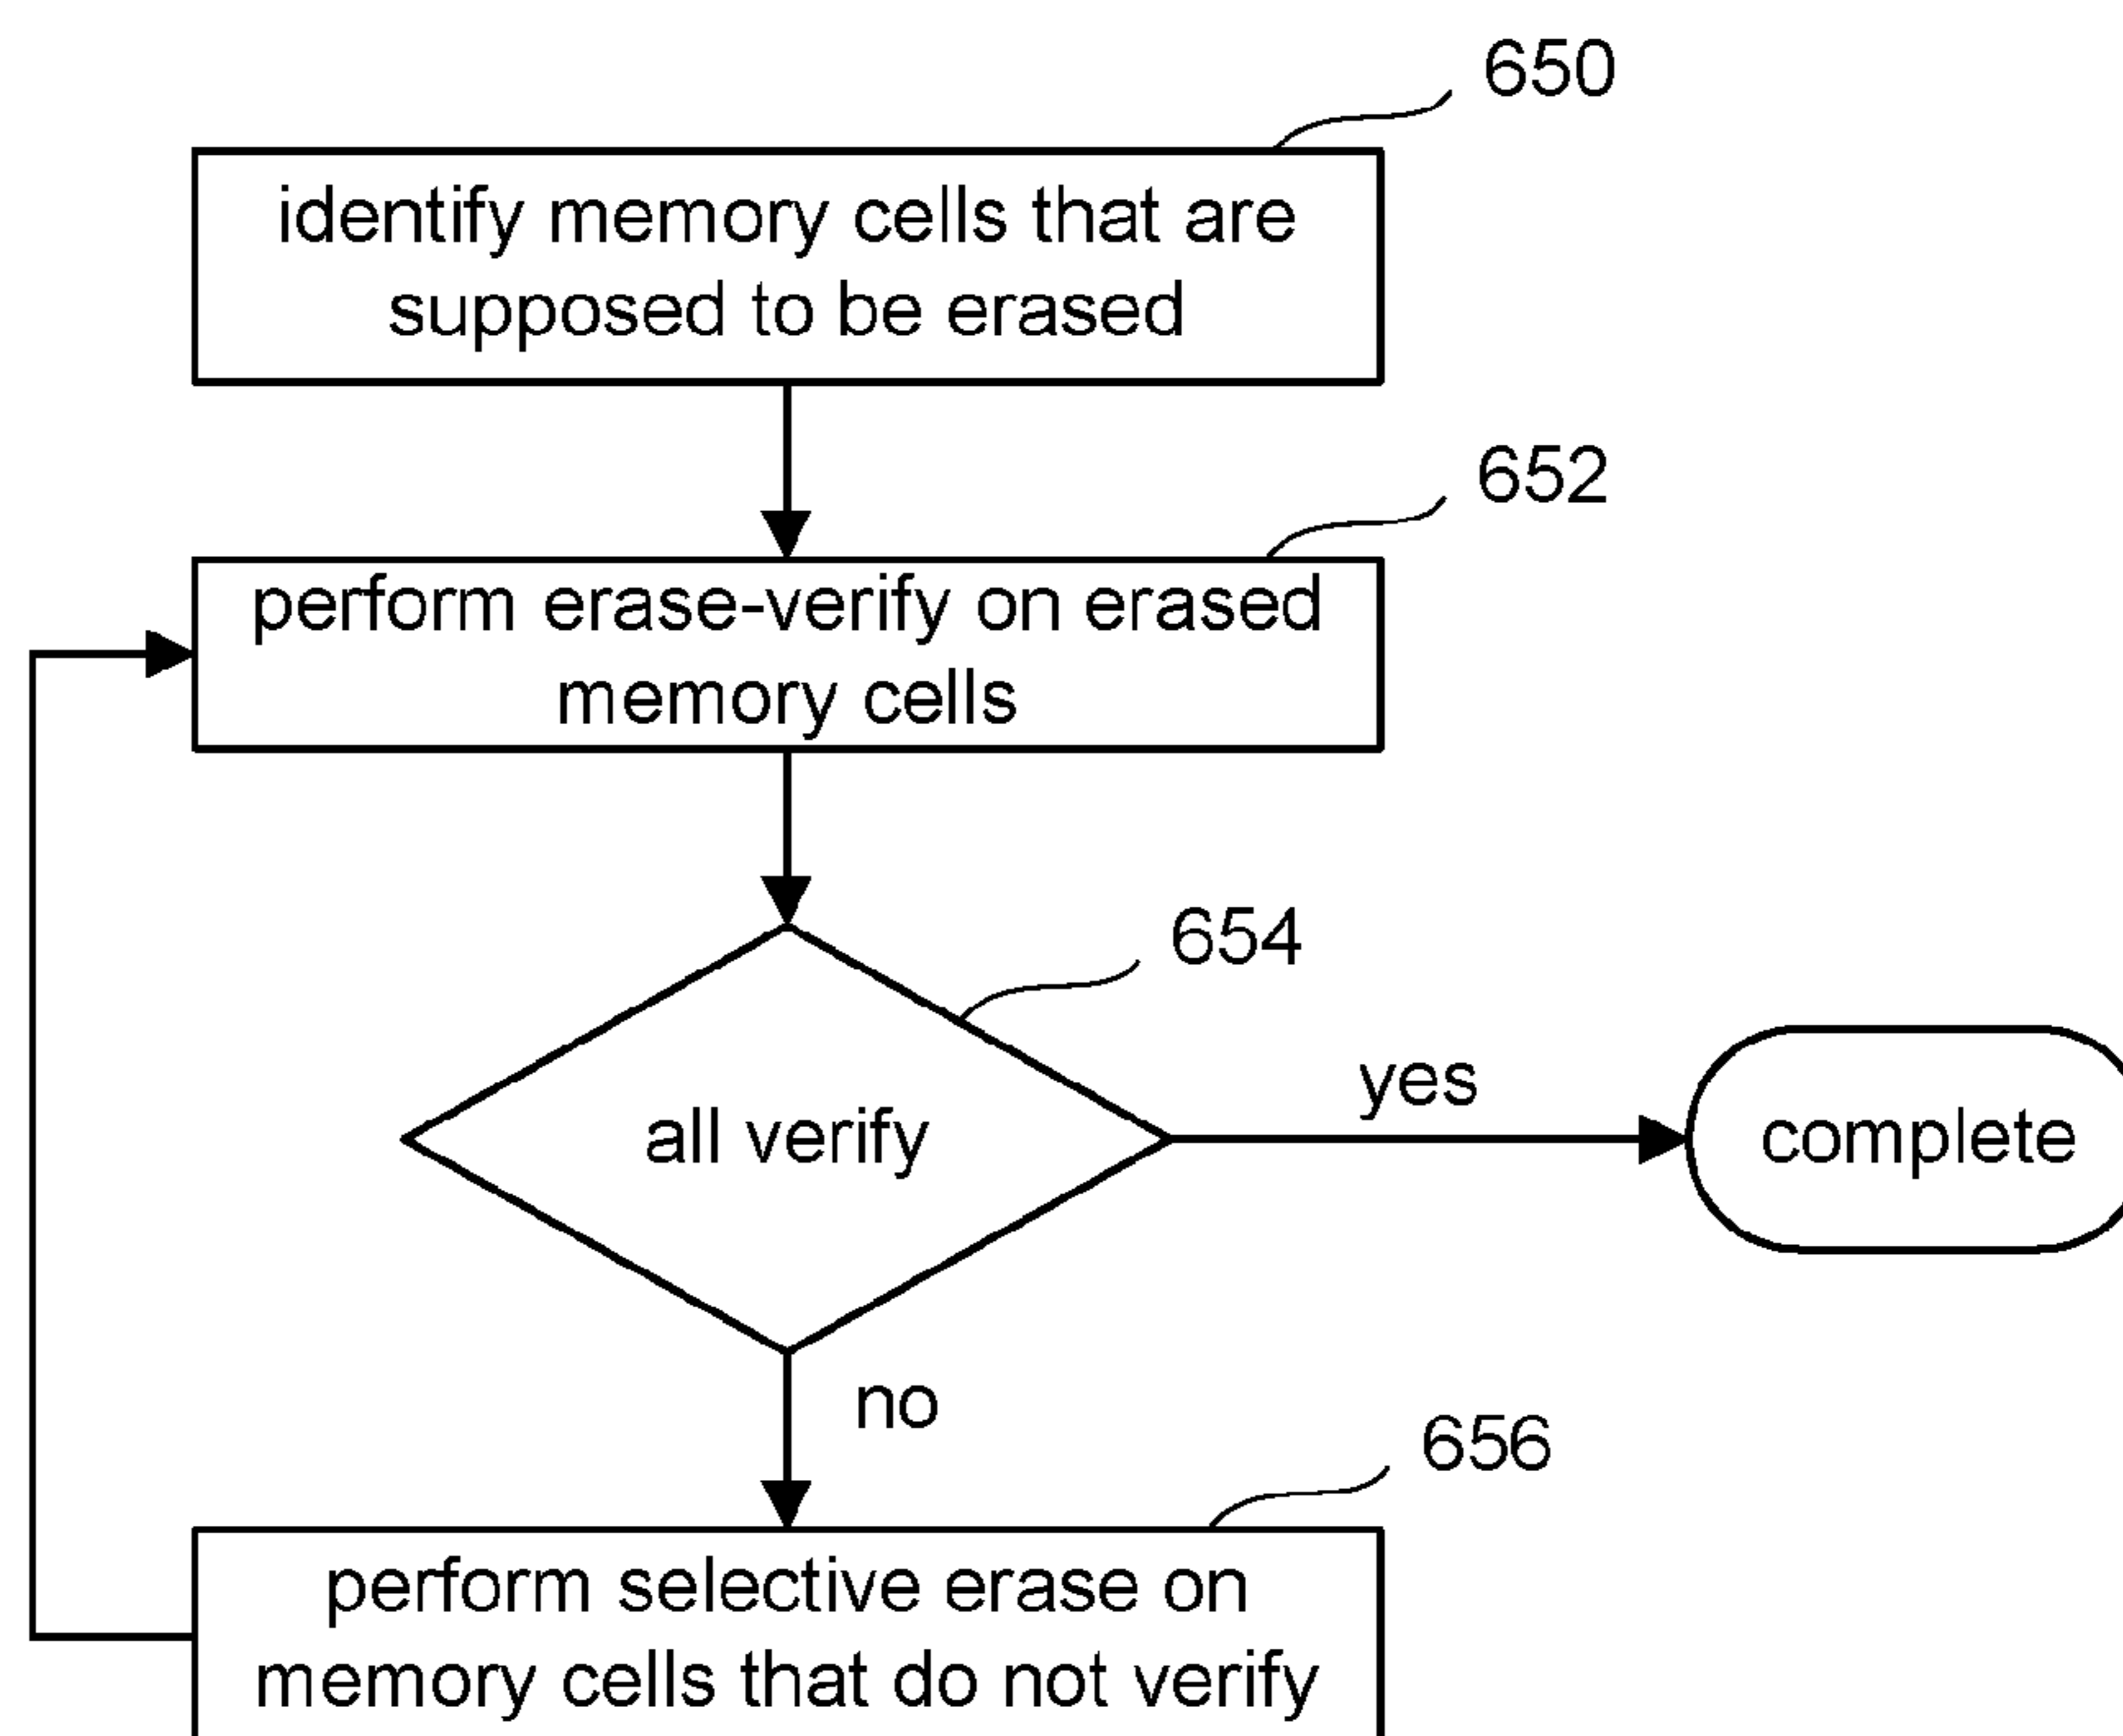 650
identify memory cells that are
supposed to be erased
652
perform erase-verify on erased
memory cells
654
all verify
yes
complete
no
656
perform selective erase on
memory cells that do not verify